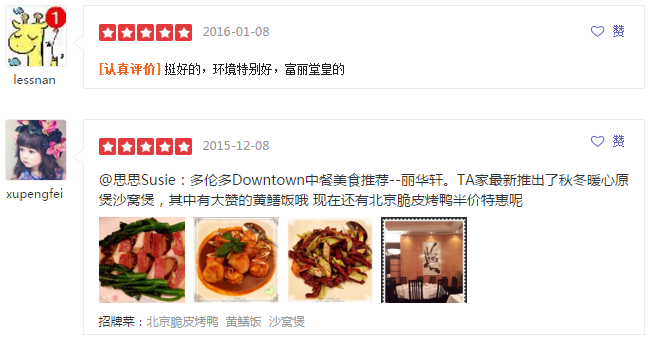 1
2016-01-08
赞
lessnan
[认真评价] 挺好的，环境特别好，富丽堂皇的
2015-12-08
赞
xupengfei
@思思Susie：多伦多Downtown中餐美食推荐--丽华轩。TA家最新推出了秋冬暖心原
煲沙窝煲，其中有大赞的黄鳝饭哦 现在还有北京脆皮烤鸭半价特惠呢
招牌菜：北京脆皮烤鸭 黄鳝饭 沙窝煲